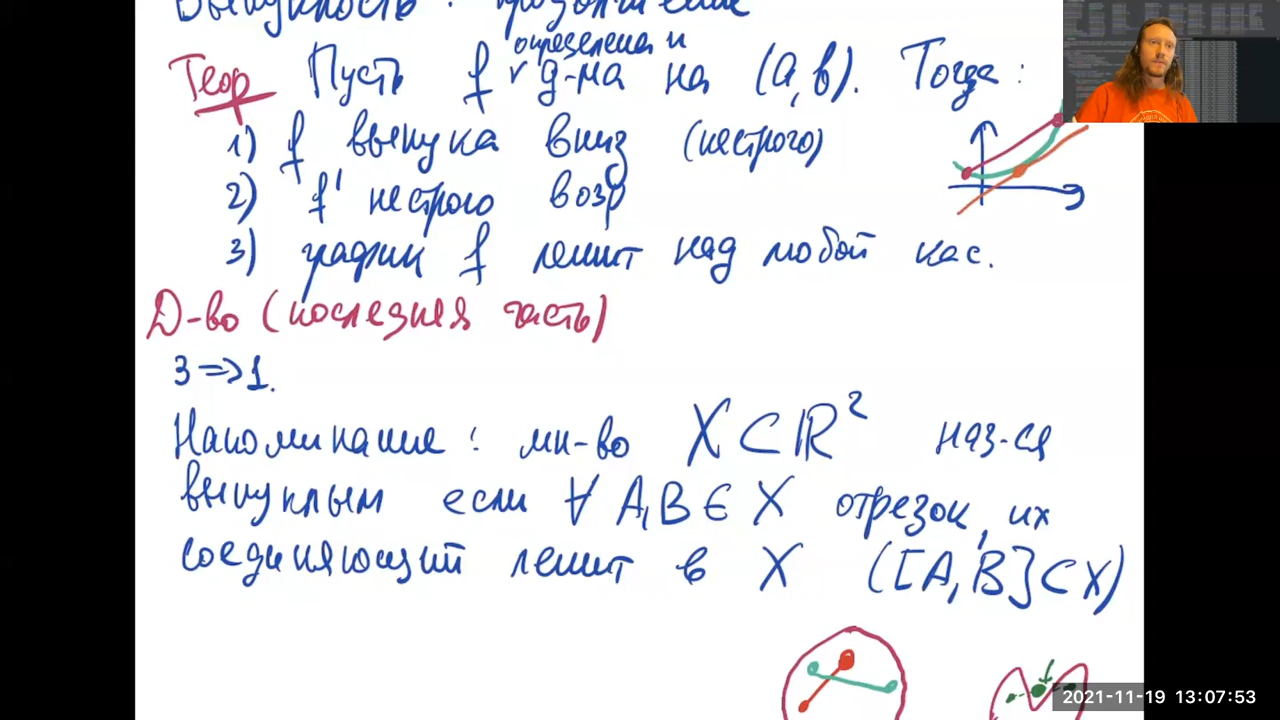 Выпуклость: продолжение
Теор Пусть f определена и д-ма на (a,b). Тогда:
1) f выпукла вниз (нестрого)
2) f' нестрого возр
3) график f лежит над любой кас.
Д-во (последняя часть)
3 => 1.
Напоминание: мн-во X ⊂ ℝ² наз-ся
выпуклым если ∀ A, B ∈ X отрезок, их
соединяющий лежит в X ([A, B] ⊂ X)
2021-11-19 13:07:53